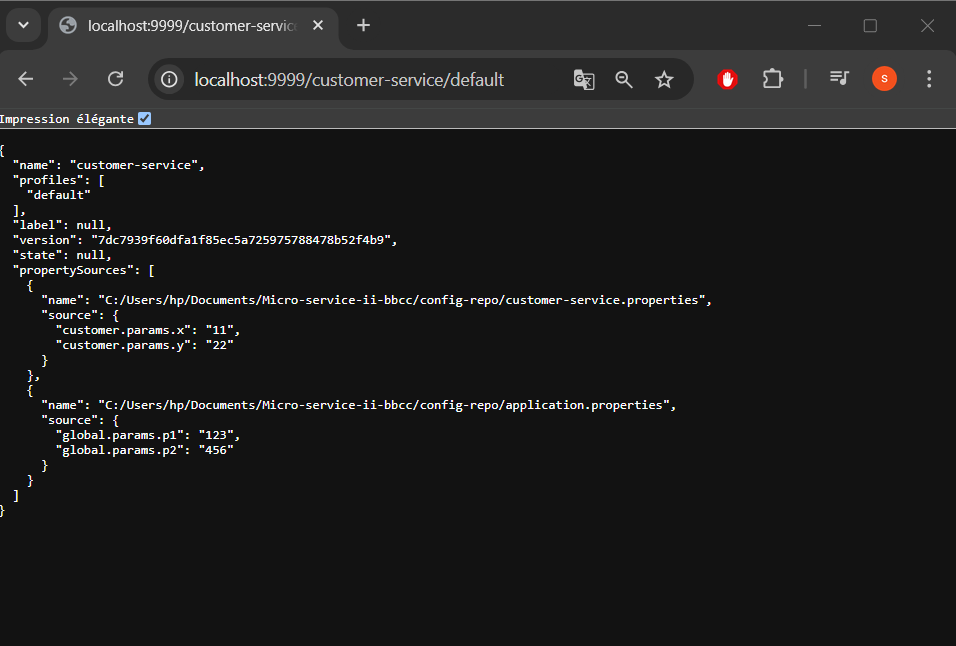 localhost:9999/customer-servic
localhost:9999/customer-service/default
S
Impression élégante
{
  "name": "customer-service",
  "profiles": [
    "default"
  ],
  "label": null,
  "version": "7dc7939f60dfa1f85ec5a725975788478b52f4b9",
  "state": null,
  "propertySources": [
    {
      "name": "C:/Users/hp/Documents/Micro-service-ii-bbcc/config-repo/customer-service.properties",
      "source": {
        "customer.params.x": "11",
        "customer.params.y": "22"
      }
    },
    {
      "name": "C:/Users/hp/Documents/Micro-service-ii-bbcc/config-repo/application.properties",
      "source": {
        "global.params.p1": "123",
        "global.params.p2": "456"
      }
    }
  ]
}